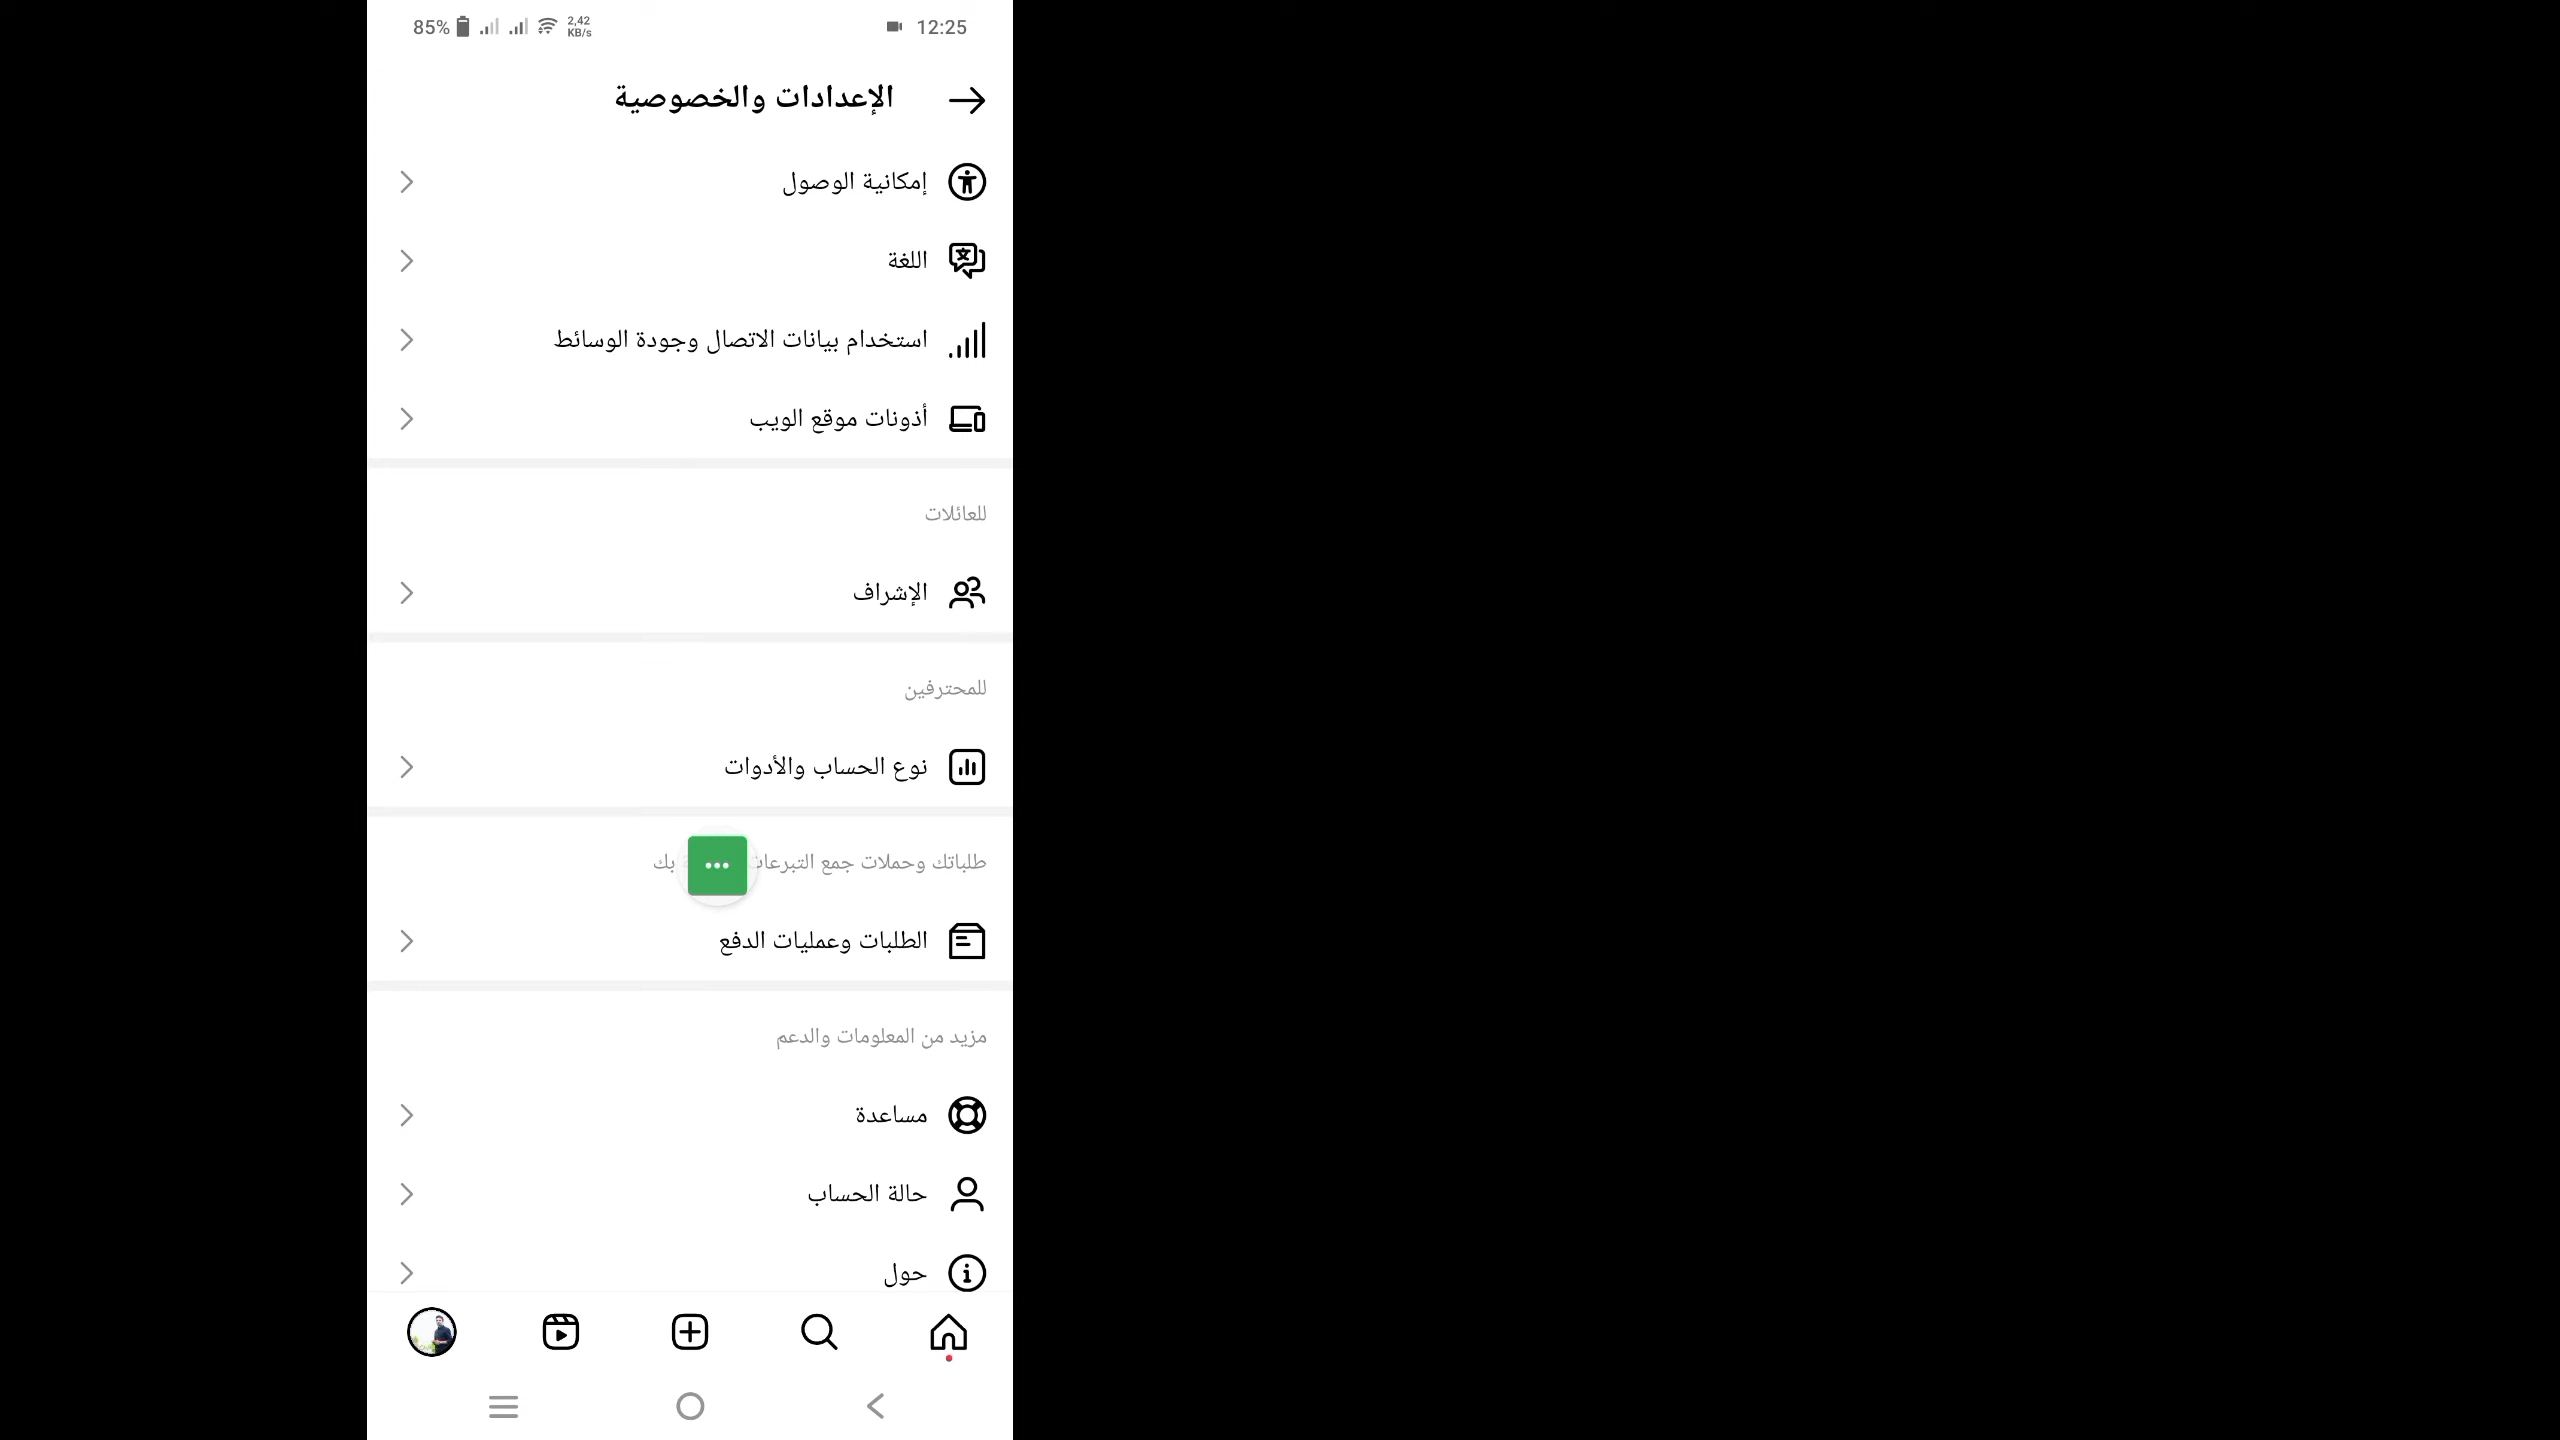 85% 2,42 KB/s 12:25
الإعدادات والخصوصية
إمكانية الوصول
اللغة
استخدام بيانات الاتصال وجودة الوسائط
أذونات موقع الويب
للعائلات
الإشراف
للمحترفين
نوع الحساب والأدوات
طلباتك وحملات جمع التبرعات بك
الطلبات وعمليات الدفع
مزيد من المعلومات والدعم
مساعدة
حالة الحساب
حول